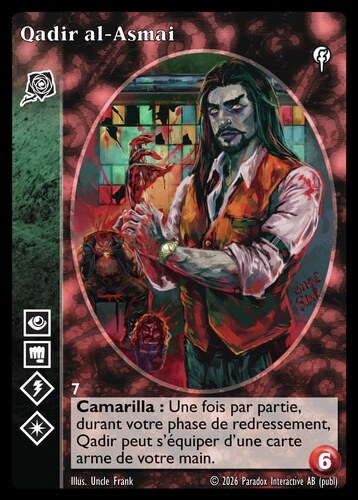 Qadir al-Asmai
7
Camarilla : Une fois par partie,
durant votre phase de redressement,
Qadir peut s'équiper d'une carte
arme de votre main.
6
Illus. Uncle Frank © 2026 Paradox Interactive AB (publ)